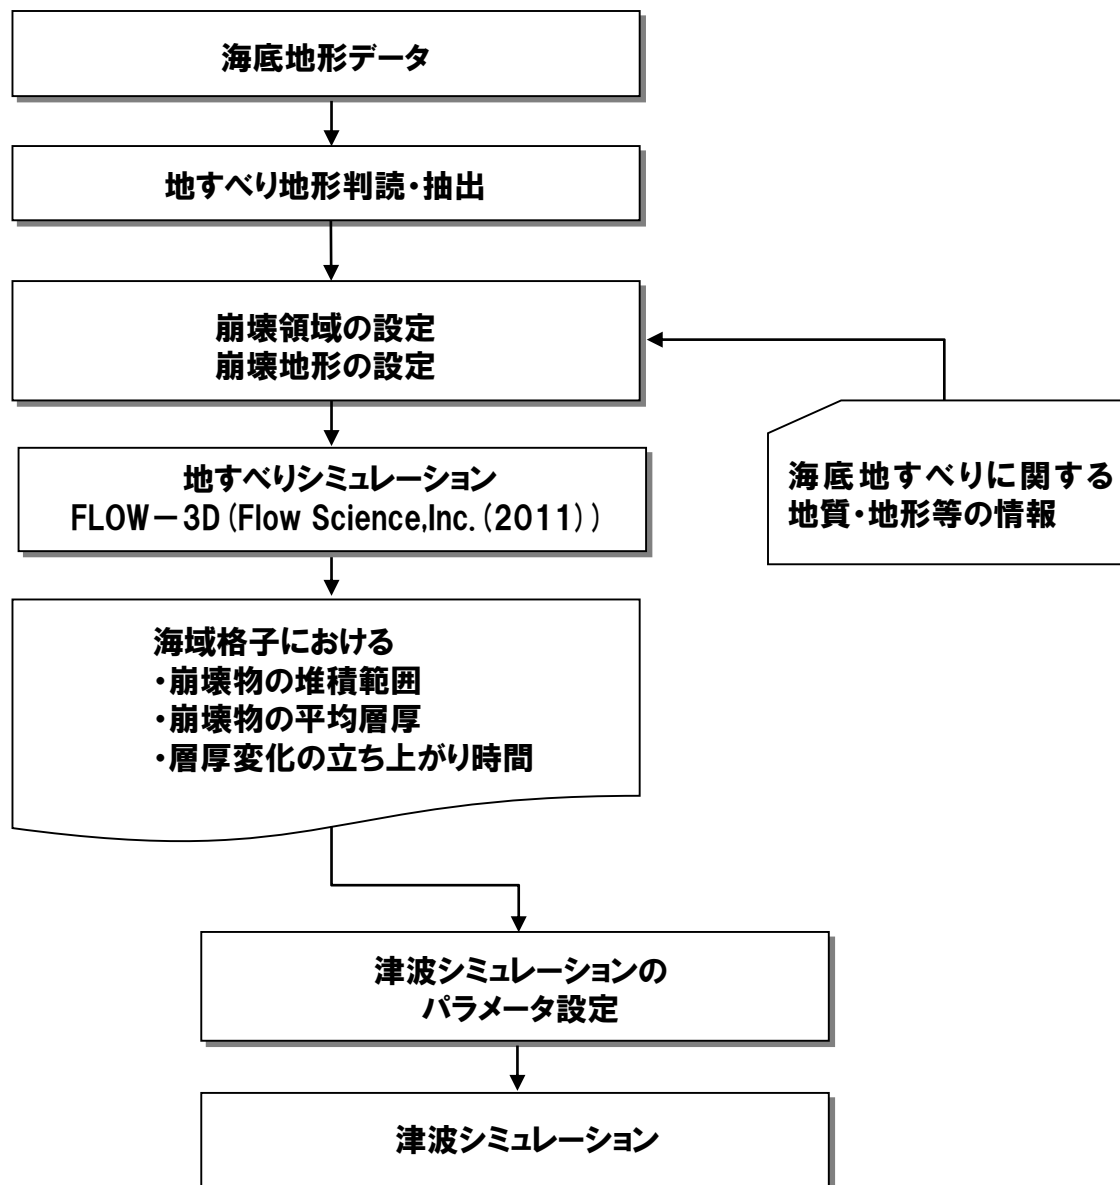 海底地形データ
地すべり地形判読・抽出
崩壊領域の設定
崩壊地形の設定
地すべりシミュレーション
FLOW－3D(Flow Science,Inc.(2011))
海底地すべりに関する
地質・地形等の情報
海域格子における
・崩壊物の堆積範囲
・崩壊物の平均層厚
・層厚変化の立ち上がり時間
津波シミュレーションの
パラメータ設定
津波シミュレーション